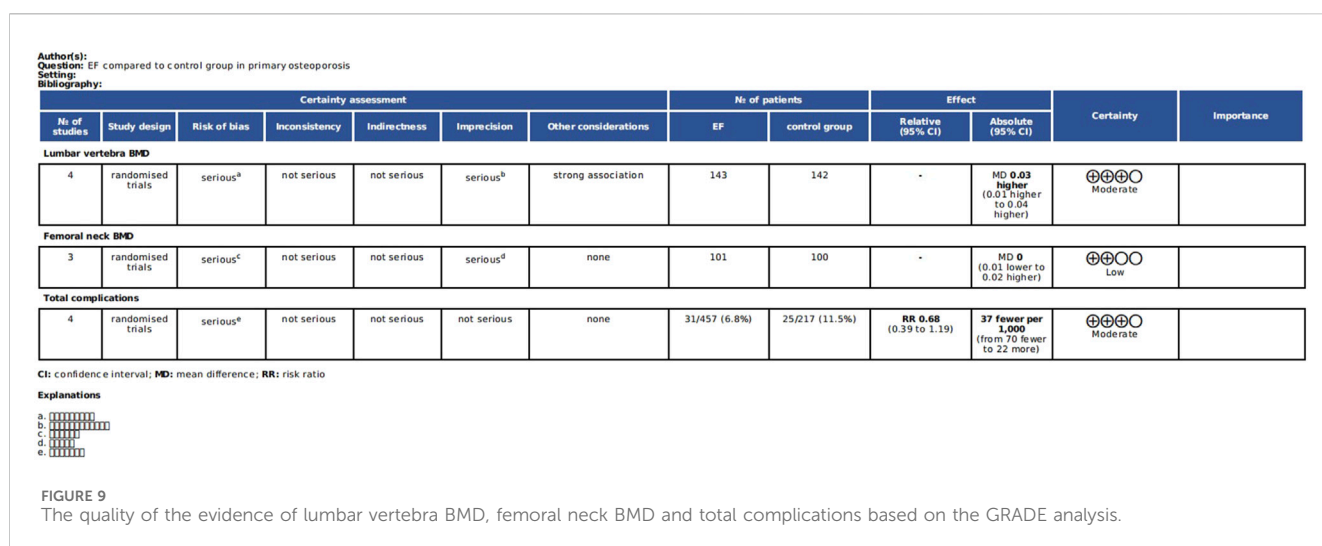 Author(s):
Question: EF compared to control group in primary osteoporosis
Setting:
Bibliography:
Certainty assessment № of patients Effect Certainty Importance
№ of studies Study design Risk of bias Inconsistency Indirectness Imprecision Other considerations EF control group Relative (95% CI) Absolute (95% CI)
Lumbar vertebra BMD
4 randomised trials serious^a not serious not serious serious^b strong association 143 142 - MD 0.03 higher (0.01 higher to 0.04 higher) ⨁⨁⨁◯ Moderate
Femoral neck BMD
3 randomised trials serious^c not serious not serious serious^d none 101 100 - MD 0 (0.01 lower to 0.02 higher) ⨁⨁◯◯ Low
Total complications
4 randomised trials serious^e not serious not serious not serious none 31/457 (6.8%) 25/217 (11.5%) RR 0.68 (0.39 to 1.19) 37 fewer per 1,000 (from 70 fewer to 22 more) ⨁⨁⨁◯ Moderate
CI: confidence interval; MD: mean difference; RR: risk ratio
Explanations
a.
b.
c.
d.
e.
FIGURE 9
The quality of the evidence of lumbar vertebra BMD, femoral neck BMD and total complications based on the GRADE analysis.